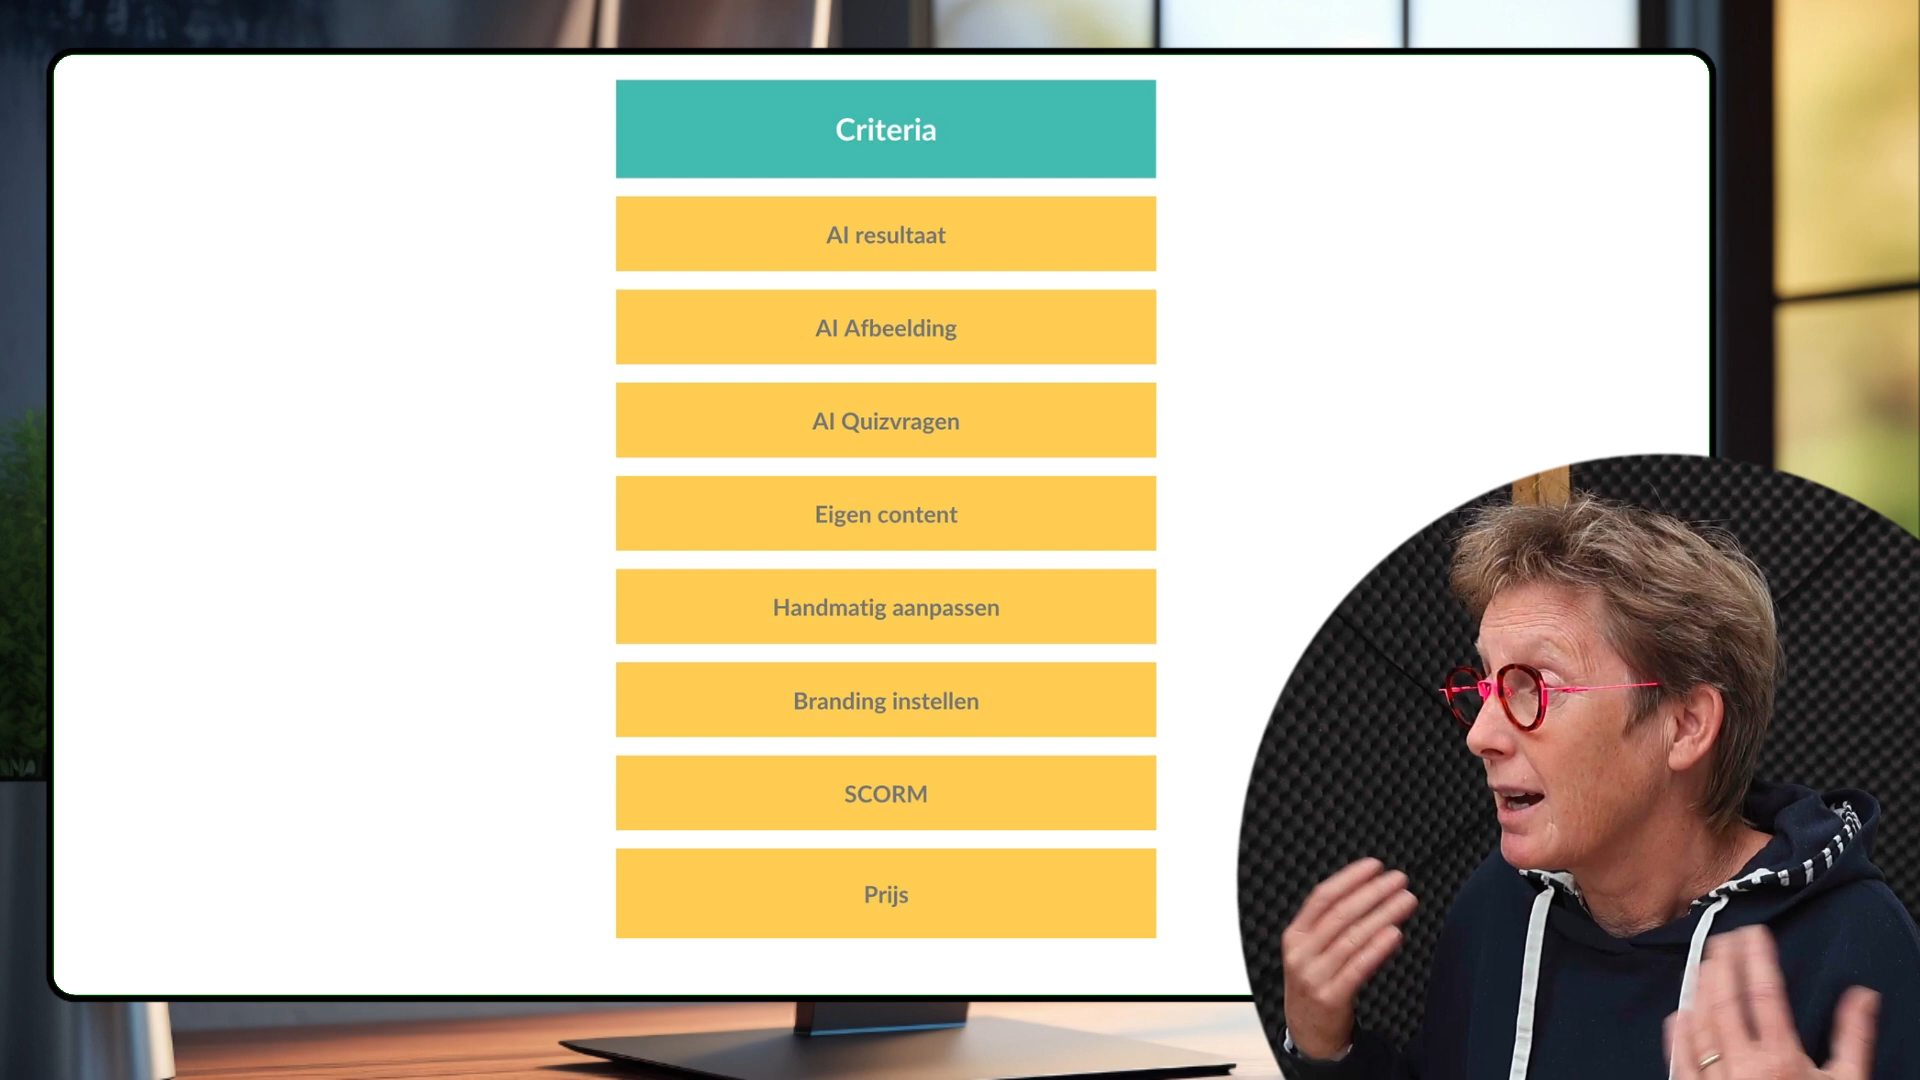 Criteria
AI resultaat
AI Afbeelding
AI Quizvragen
Eigen content
Handmatig aanpassen
Branding instellen
SCORM
Prijs